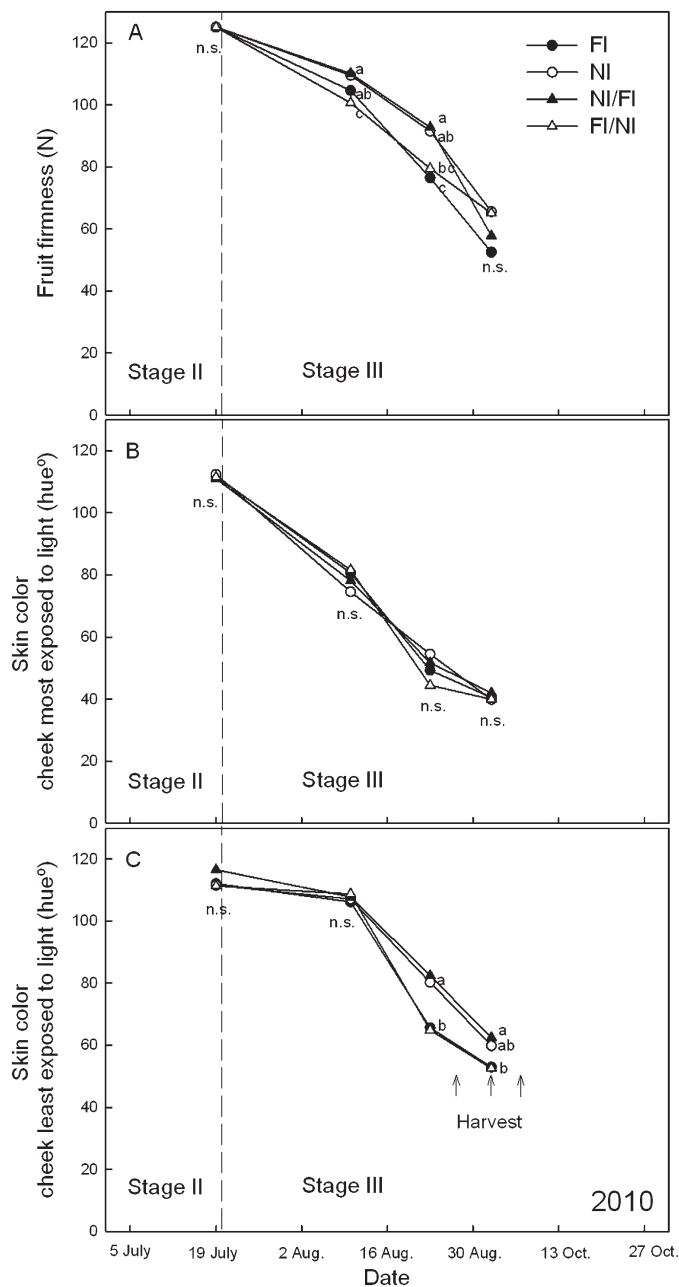 A
FI
NI
NI/FI
FI/NI
120
100
80
60
40
20
0
Fruit firmness (N)
n.s.
a
ab
c
a
ab
bc
c
n.s.
Stage II
Stage III
B
120
100
80
60
40
20
0
Skin color
cheek most exposed to light (hueº)
n.s.
n.s.
n.s.
n.s.
Stage II
Stage III
C
120
100
80
60
40
20
0
Skin color
cheek least exposed to light (hueº)
n.s.
n.s.
a
b
a
ab
b
Harvest
Stage II
Stage III
2010
5 July
19 July
2 Aug.
16 Aug.
30 Aug.
13 Oct.
27 Oct.
Date